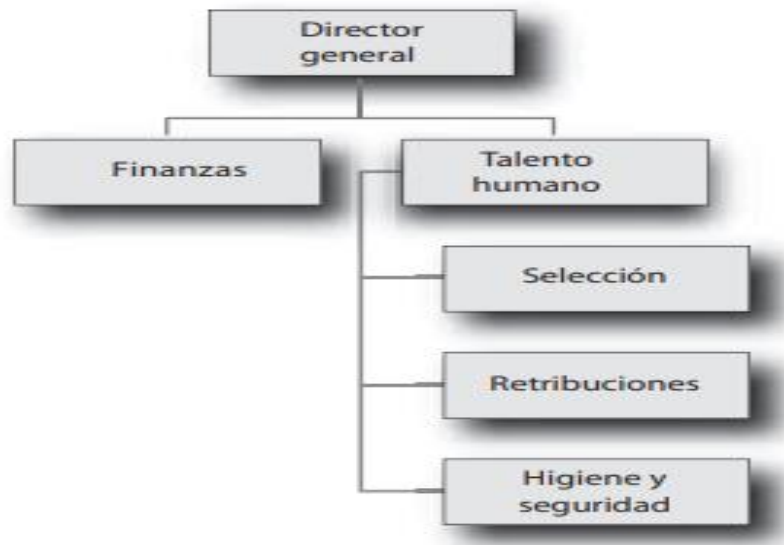 Director
general
Finanzas
Talento
humano
Selección
Retribuciones
Higiene y
seguridad